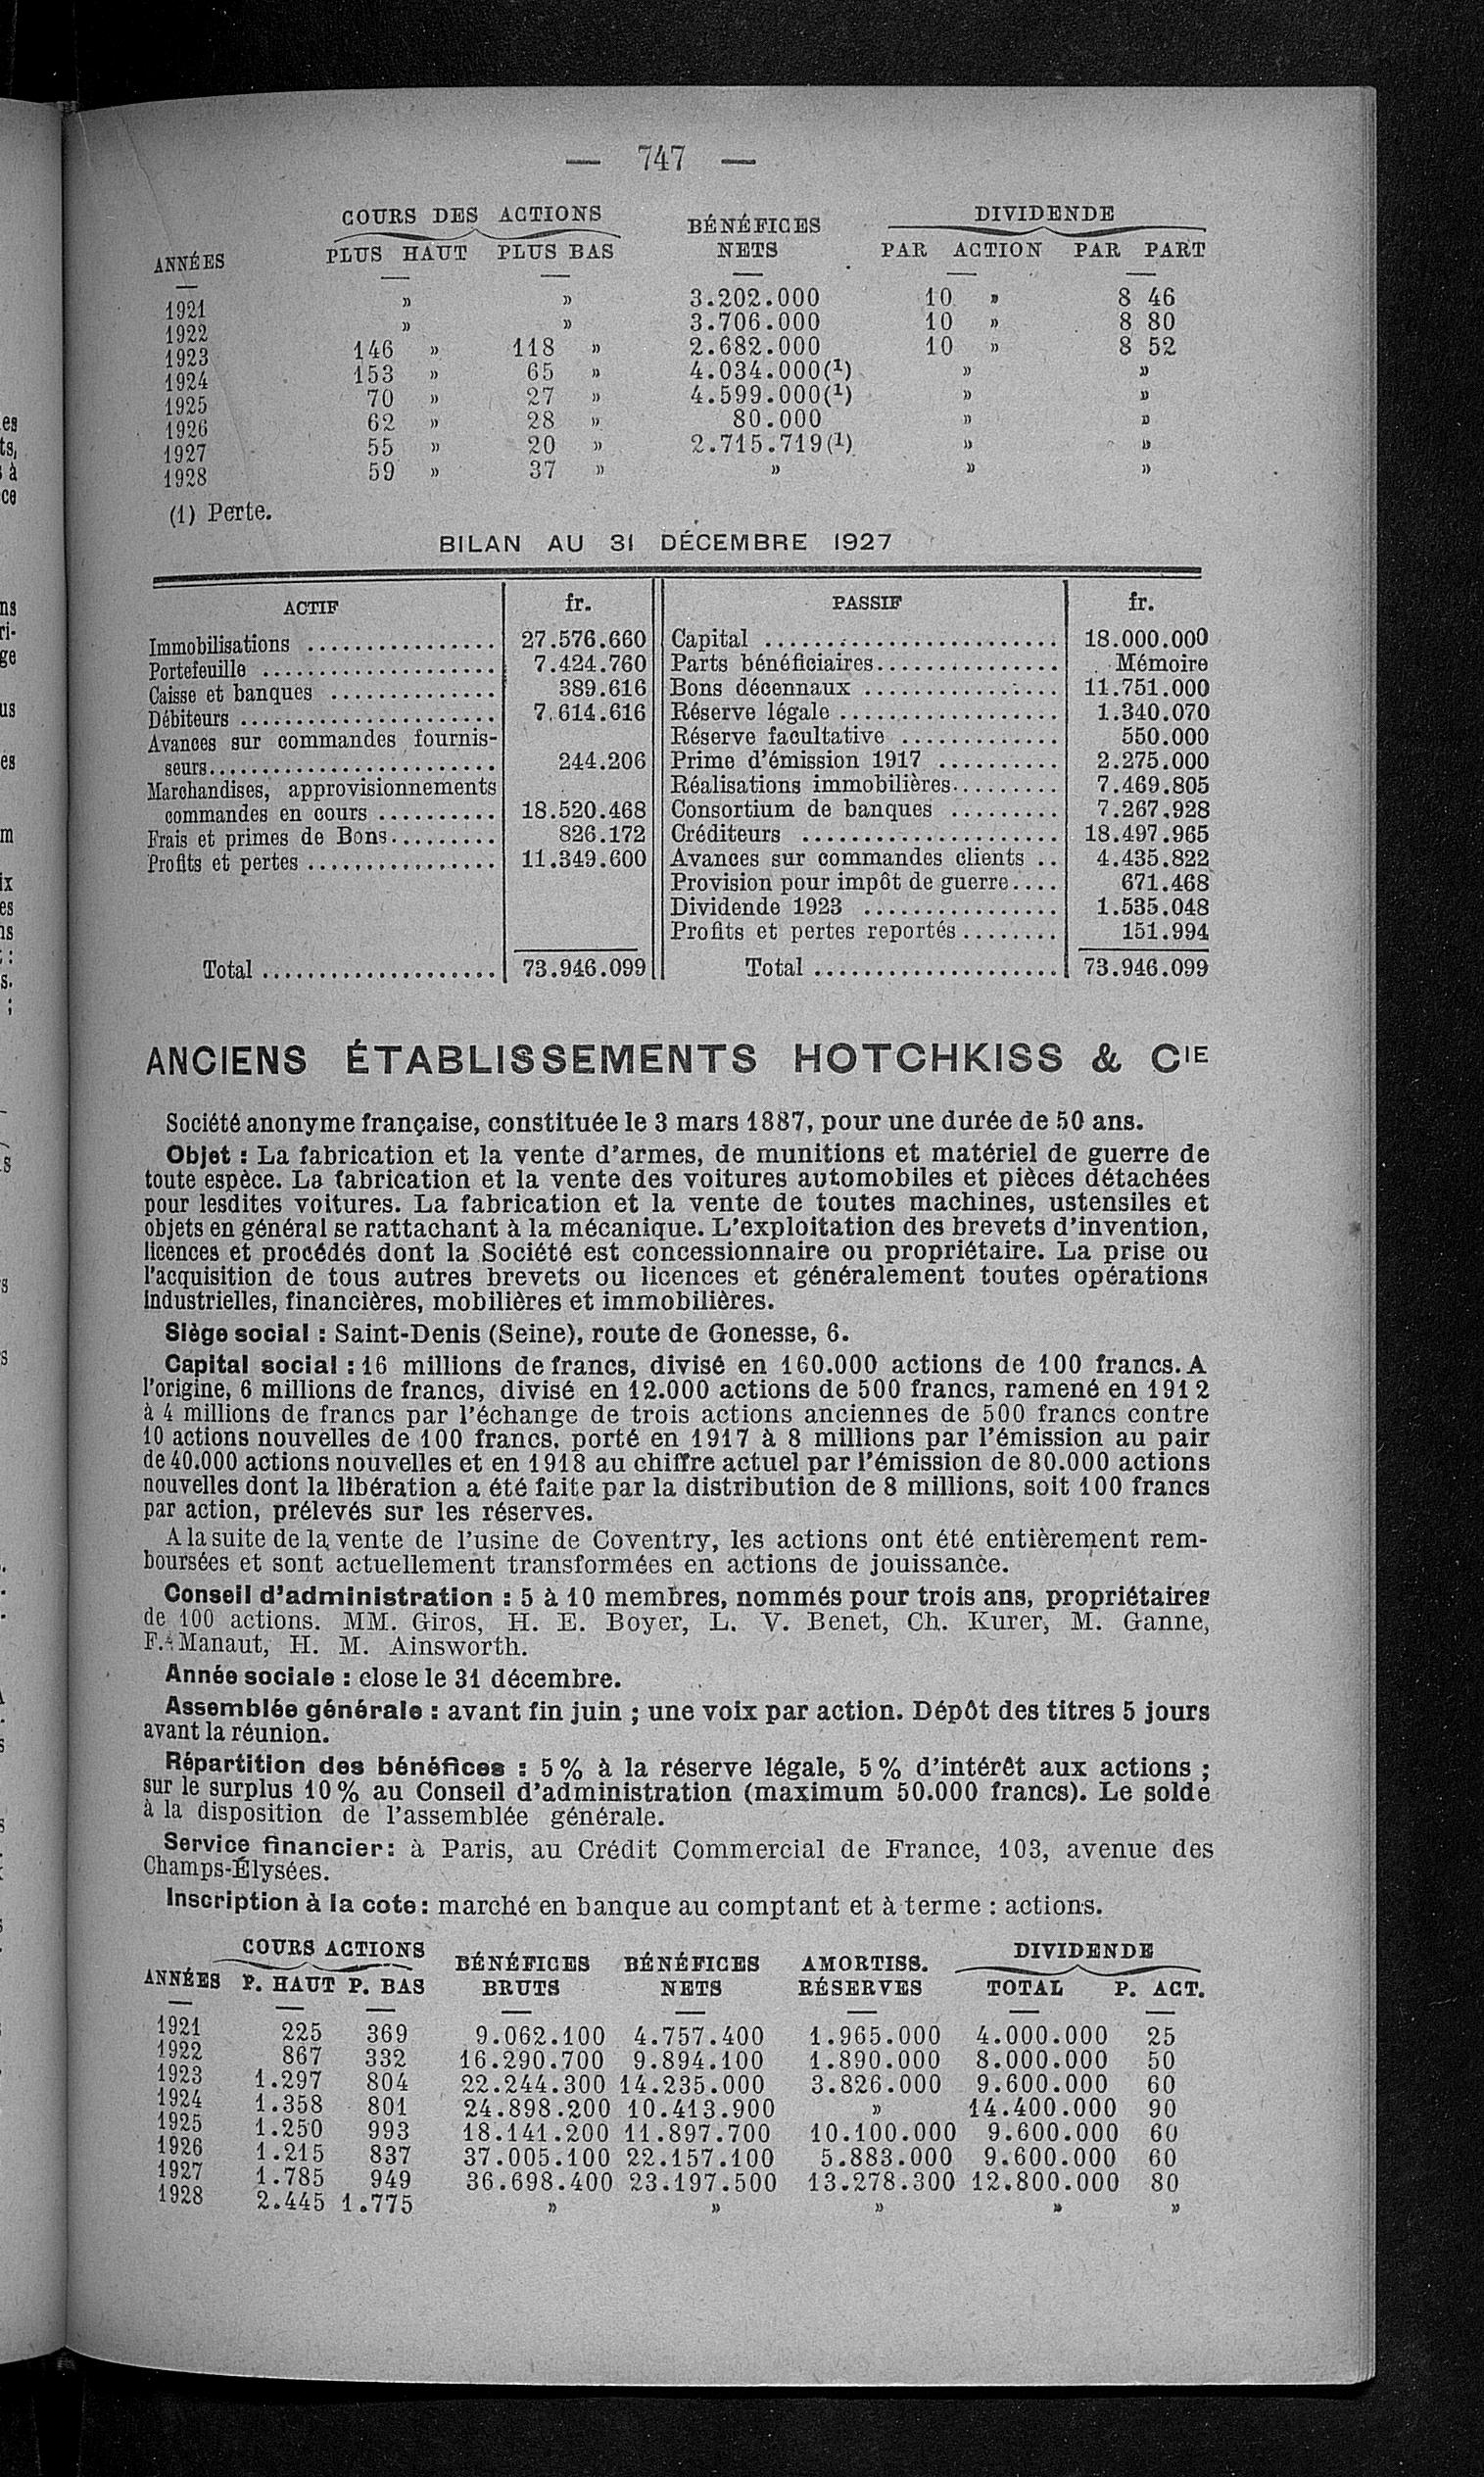 — 747 —
COURS DES ACTIONS BÉNÉFICES DIVIDENDE
ANNÉES PLUS HAUT PLUS BAS NETS PAR ACTION PAR PART
1921 » » 3.202.000 10 » 8 46
1922 » » 3.706.000 10 » 8 80
1923 146 » 118 » 2.682.000 10 » 8 52
1924 153 » 65 » 4.034.000(1) » »
1925 70 » 27 » 4.599.000(1) » »
1926 62 » 28 » 80.000 » »
1927 55 » 20 » 2.715.719(1) » »
1928 59 » 37 » » » »
(1) Perte.
BILAN AU 31 DÉCEMBRE 1927
ACTIF fr. PASSIF fr.
Immobilisations ................ 27.576.660 Capital ........................ 18.000.000
Portefeuille .................... 7.424.760 Parts bénéficiaires............... Mémoire
Caisse et banques .............. 389.616 Bons décennaux ................ 11.751.000
Débiteurs ...................... 7.614.616 Réserve légale .................. 1.340.070
Avances sur commandes fournis- Réserve facultative ............. 550.000
seurs......................... 244.206 Prime d'émission 1917 .......... 2.275.000
Marchandises, approvisionnements Réalisations immobilières......... 7.469.805
commandes en cours .......... 18.520.468 Consortium de banques ......... 7.267.928
Frais et primes de Bons......... 826.172 Créditeurs ..................... 18.497.965
Profits et pertes ................ 11.349.600 Avances sur commandes clients .. 4.435.822
Provision pour impôt de guerre.... 671.468
Dividende 1923 ................ 1.535.048
Profits et pertes reportés........ 151.994
Total .................... 73.946.099 Total .................... 73.946.099
ANCIENS ÉTABLISSEMENTS HOTCHKISS & CIE
Société anonyme française, constituée le 3 mars 1887, pour une durée de 50 ans.
Objet : La fabrication et la vente d'armes, de munitions et matériel de guerre de
toute espèce. La fabrication et la vente des voitures automobiles et pièces détachées
pour lesdites voitures. La fabrication et la vente de toutes machines, ustensiles et
objets en général se rattachant à la mécanique. L'exploitation des brevets d'invention,
licences et procédés dont la Société est concessionnaire ou propriétaire. La prise ou
l'acquisition de tous autres brevets ou licences et généralement toutes opérations
industrielles, financières, mobilières et immobilières.
Siège social : Saint-Denis (Seine), route de Gonesse, 6.
Capital social : 16 millions de francs, divisé en 160.000 actions de 100 francs. A
l'origine, 6 millions de francs, divisé en 12.000 actions de 500 francs, ramené en 1912
à 4 millions de francs par l'échange de trois actions anciennes de 500 francs contre
10 actions nouvelles de 100 francs, porté en 1917 à 8 millions par l'émission au pair
de 40.000 actions nouvelles et en 1918 au chiffre actuel par l'émission de 80.000 actions
nouvelles dont la libération a été faite par la distribution de 8 millions, soit 100 francs
par action, prélevés sur les réserves.
A la suite de la vente de l'usine de Coventry, les actions ont été entièrement rem-
boursées et sont actuellement transformées en actions de jouissance.
Conseil d'administration : 5 à 10 membres, nommés pour trois ans, propriétaires
de 100 actions. MM. Giros, H. E. Boyer, L. V. Benet, Ch. Kurer, M. Ganne,
F. Manaut, H. M. Ainsworth.
Année sociale : close le 31 décembre.
Assemblée générale : avant fin juin ; une voix par action. Dépôt des titres 5 jours
avant la réunion.
Répartition des bénéfices : 5% à la réserve légale, 5% d'intérêt aux actions ;
sur le surplus 10% au Conseil d'administration (maximum 50.000 francs). Le solde
à la disposition de l'assemblée générale.
Service financier : à Paris, au Crédit Commercial de France, 103, avenue des
Champs-Élysées.
Inscription à la cote : marché en banque au comptant et à terme : actions.
COURS ACTIONS BÉNÉFICES BÉNÉFICES AMORTISS. DIVIDENDE
ANNÉES P. HAUT P. BAS BRUTS NETS RÉSERVES TOTAL P. ACT.
1921 225 369 9.062.100 4.757.400 1.965.000 4.000.000 25
1922 867 332 16.290.700 9.894.100 1.890.000 8.000.000 50
1923 1.297 804 22.244.300 14.235.000 3.826.000 9.600.000 60
1924 1.358 801 24.898.200 10.413.900 » 14.400.000 90
1925 1.250 993 18.141.200 11.897.700 10.100.000 9.600.000 60
1926 1.215 837 37.005.100 22.157.100 5.883.000 9.600.000 60
1927 1.785 949 36.698.400 23.197.500 13.278.300 12.800.000 80
1928 2.445 1.775 » » » » »